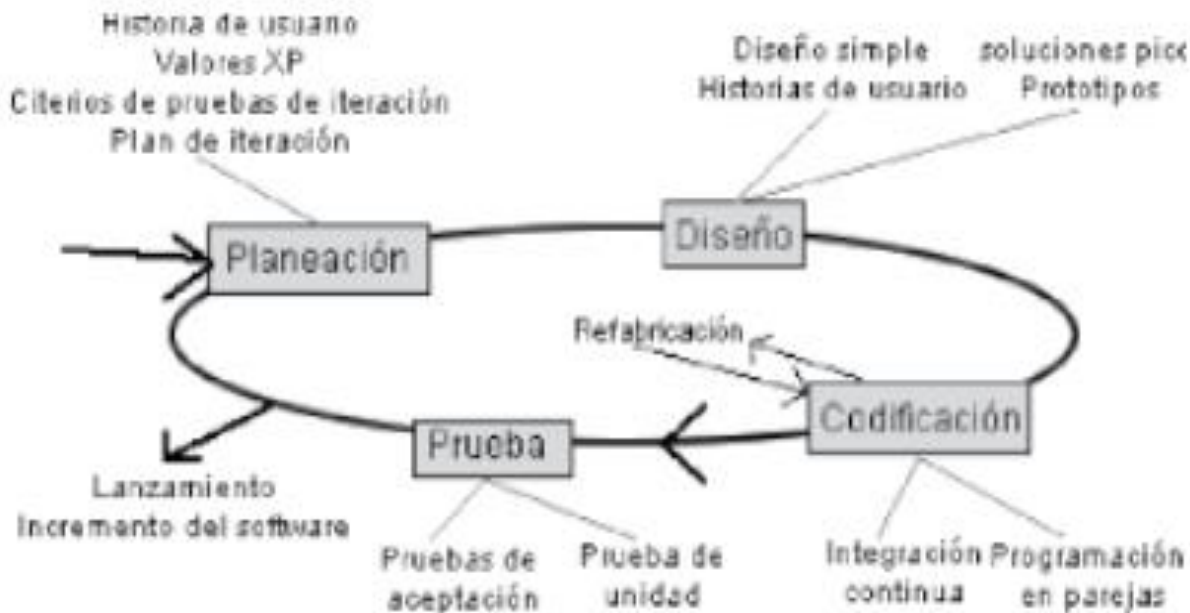 Historia de usuario
Valores XP
Citerios de pruebas de iteración
Plan de iteración
Diseño simple
Historias de usuario
soluciones pico
Prototipos
Planeación
Diseño
Refabricación
Codificación
Prueba
Lanzamiento
Incremento del software
Pruebas de
aceptación
Prueba de
unidad
Integración
continua
Programación
en parejas